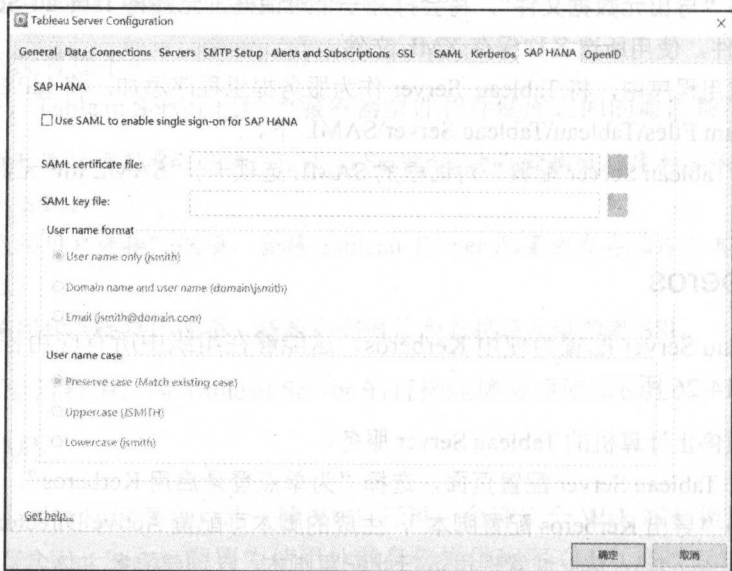 Tableau Server Configuration
General Data Connections Servers SMTP Setup Alerts and Subscriptions SSL SAML Kerberos SAP HANA OpenID
SAP HANA
Use SAML to enable single sign-on for SAP HANA
SAML certificate file:
SAML key file:
User name format
User name only (jsmith)
Domain name and user name (domain\jsmith)
Email (jsmith@domain.com)
User name case
Preserve case (Match existing case)
Uppercase (JSMITH)
Lowercase (jsmith)
Get help...
确定 取消